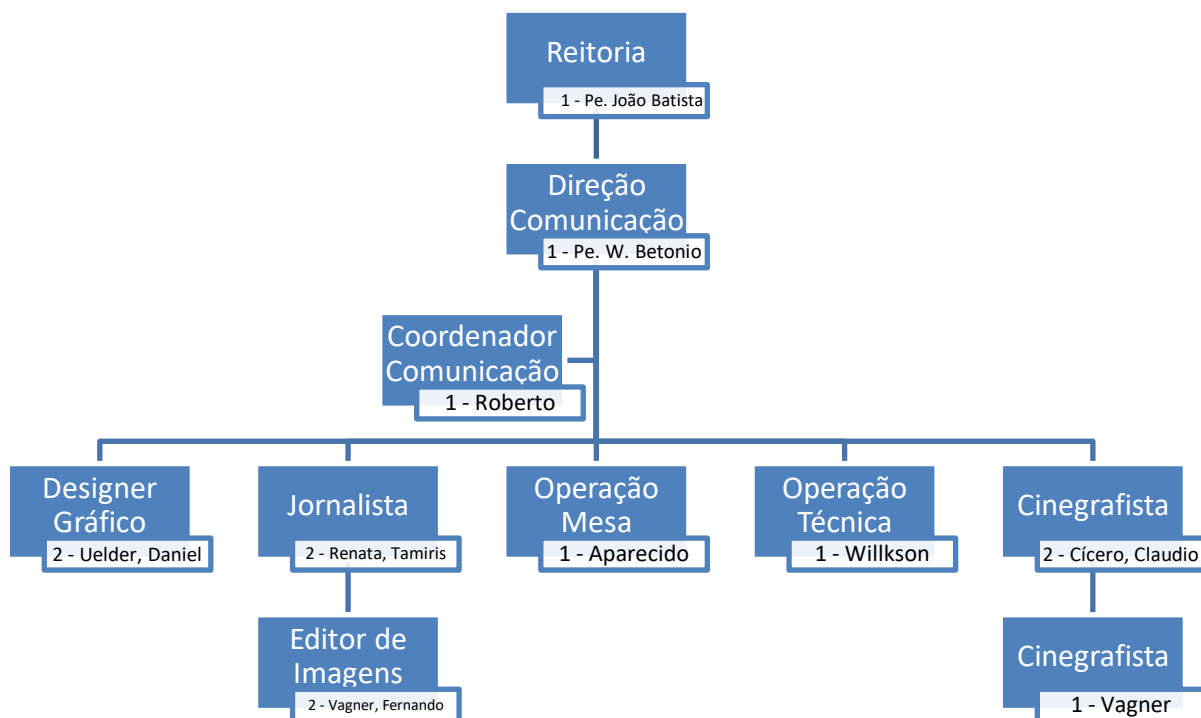 Reitoria
1 - Pe. João Batista
Direção
Comunicação
1 - Pe. W. Betonio
Coordenador
Comunicação
1 - Roberto
Designer
Gráfico
2 - Uelder, Daniel
Jornalista
2 - Renata, Tamiris
Operação
Mesa
1 - Aparecido
Operação
Técnica
1 - Willkson
Cinegrafista
2 - Cícero, Claudio
Editor de
Imagens
2 - Vagner, Fernando
Cinegrafista
1 - Vagner